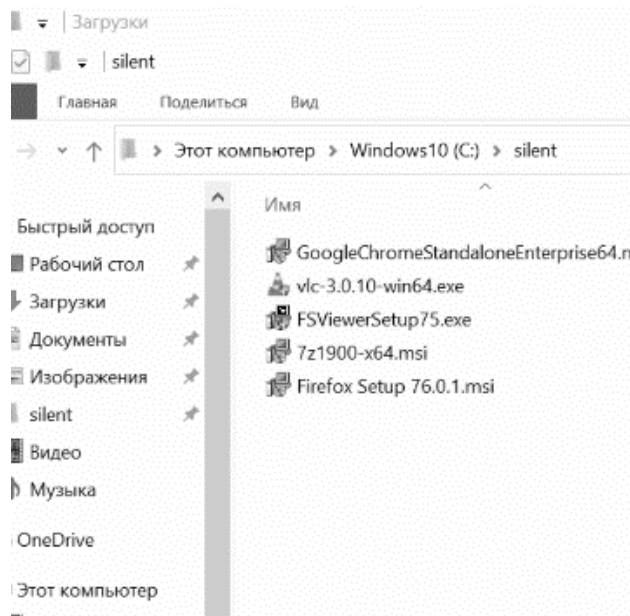 Загрузки
silent
Главная Поделиться Вид
Этот компьютер Windows10 (C:) silent
Имя
Быстрый доступ
Рабочий стол
Загрузки
Документы
Изображения
silent
Видео
Музыка
OneDrive
Этот компьютер
GoogleChromeStandaloneEnterprise64.m
vlc-3.0.10-win64.exe
FSViewerSetup75.exe
7z1900-x64.msi
Firefox Setup 76.0.1.msi